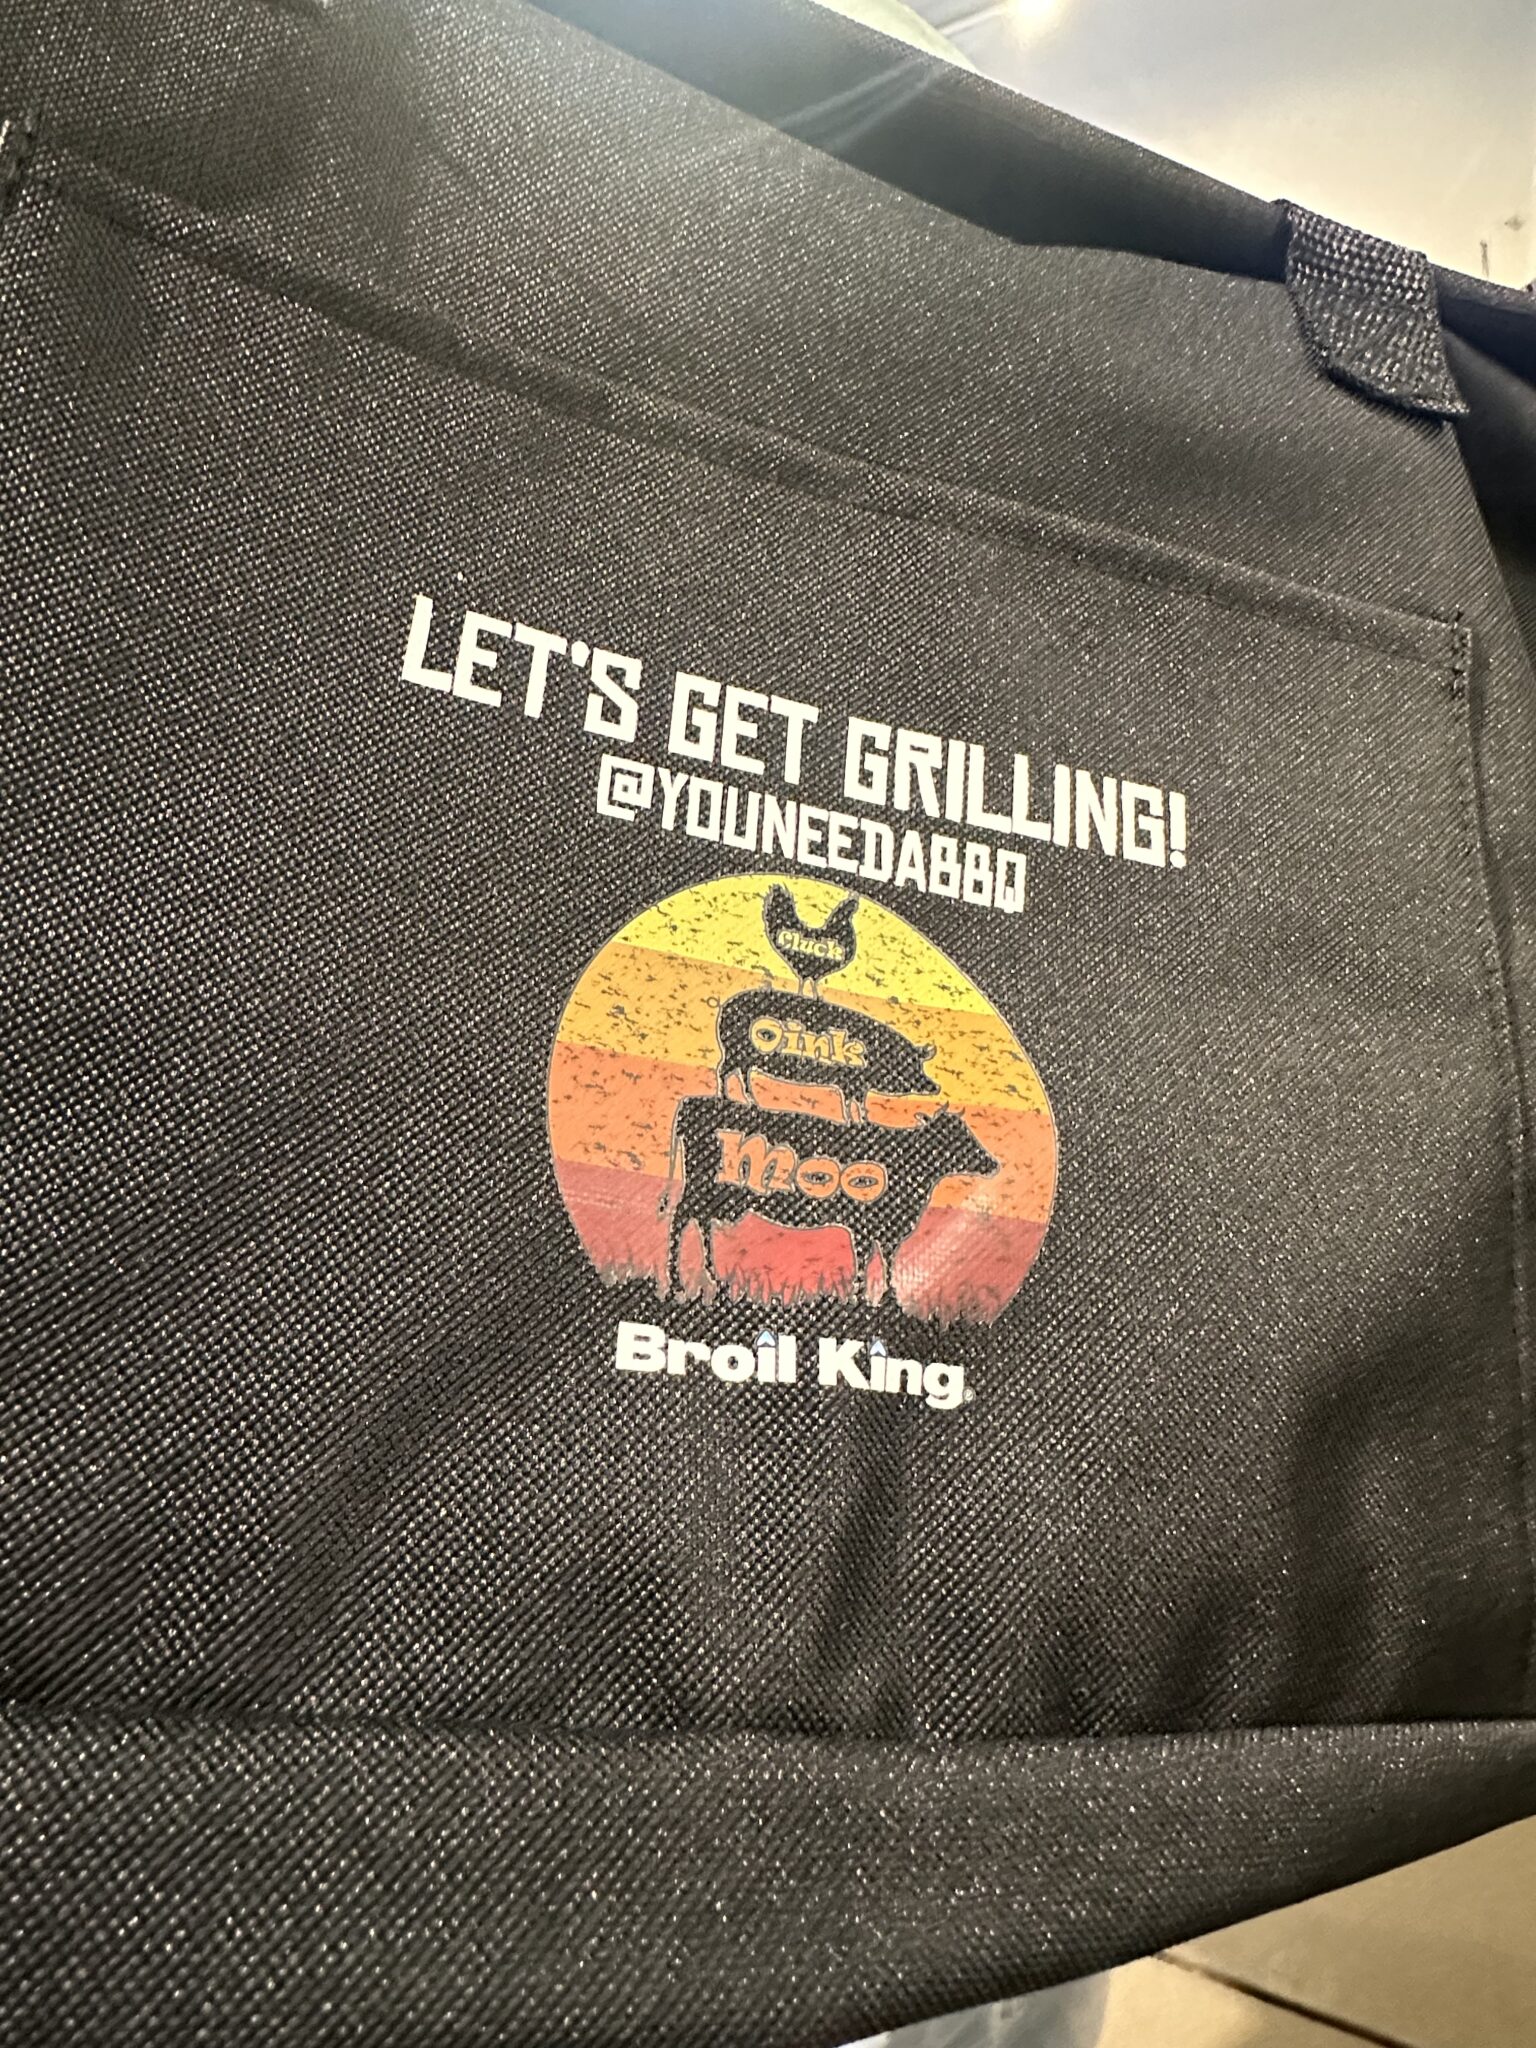 LET'S GET GRILLING!
@YOUNEEDABBQ
Cluck
Oink
Moo
Broil King®